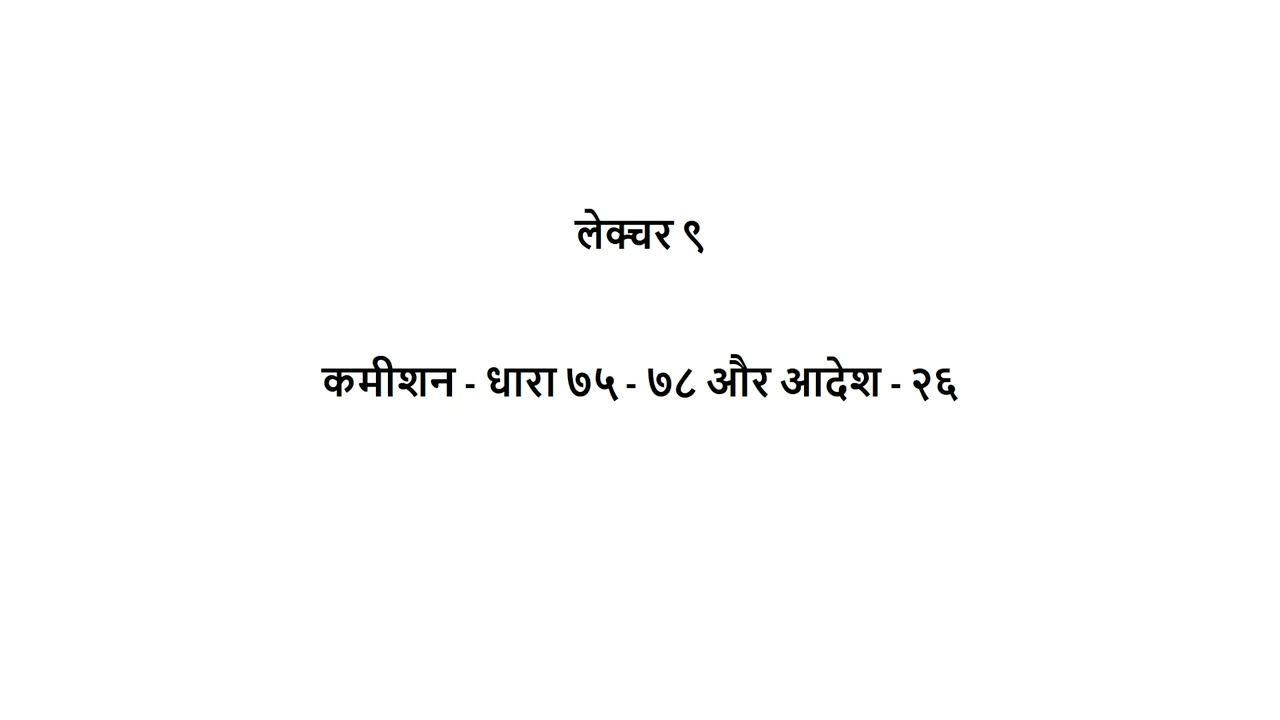 लेक्चर ९
कमीशन - धारा ७५ - ७८ और आदेश - २६